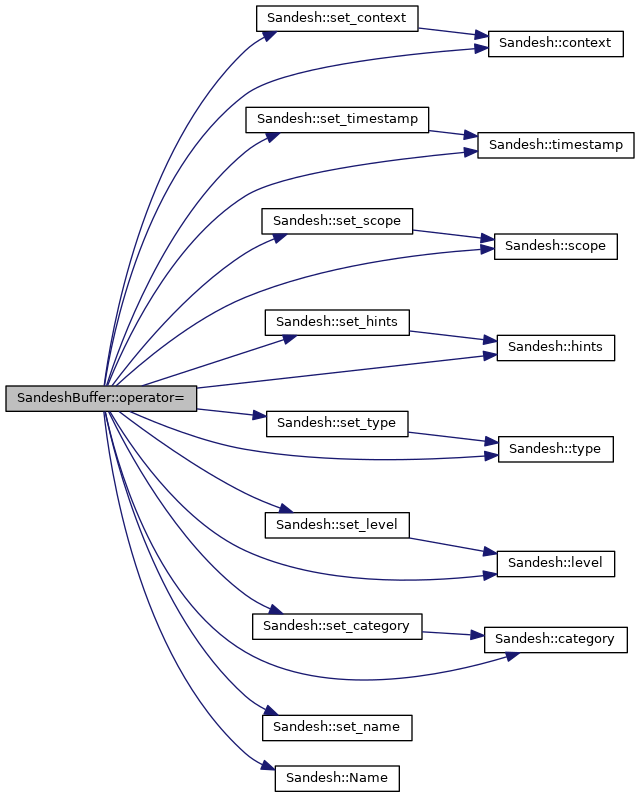 Sandesh::set_context
Sandesh::context
Sandesh::set_timestamp
Sandesh::timestamp
Sandesh::set_scope
Sandesh::scope
Sandesh::set_hints
Sandesh::hints
SandeshBuffer::operator=
Sandesh::set_type
Sandesh::type
Sandesh::set_level
Sandesh::level
Sandesh::set_category
Sandesh::category
Sandesh::set_name
Sandesh::Name